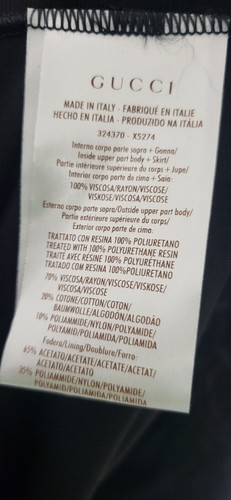 GUCCI
MADE IN ITALY - FABRIQUÉ EN ITALIE
HECHO EN ITALIA - PRODUZIDO NA ITÁLIA
324370 - X5274
Interno corpo parte sopra + Gonna/
Inside upper part body + Skirt/
Partie intérieure supérieure du corps + Jupe/
Interior corpo parte de cima + Saia:
100% VISCOSA/RAYON/VISCOSE/
VISKOSE/VISCOSA/VISCOSE
Esterno corpo parte sopra/Outside upper part body/
Partie extérieure supérieure du corps/
Exterior corpo parte de cima:
TRATTATO CON RESINA 100% POLIURETANO
TREATED WITH 100% POLYURETHANE RESIN
TRAITÉ AVEC RÉSINE 100% POLYURÉTHANE
TRATADO COM RESINA 100%POLIURETANO
70% VISCOSA/RAYON/VISCOSE/VISKOSE/
VISCOSA/VISCOSE
20% COTONE/COTTON/COTON/
BAUMWOLLE/ALGODÓN/ALGODÃO
10% POLIAMMIDE/NYLON/POLYAMIDE/
POLYAMID/POLIAMIDA/POLIAMIDA
Fodera/Lining/Doublure/Forro:
65% ACETATO/ACETATE/ACETATE/ACETAT/
ACETATO/ACETATO
35% POLIAMMIDE/NYLON/POLYAMIDE/
POLYAMID/POLIAMIDA/POLIAMIDA